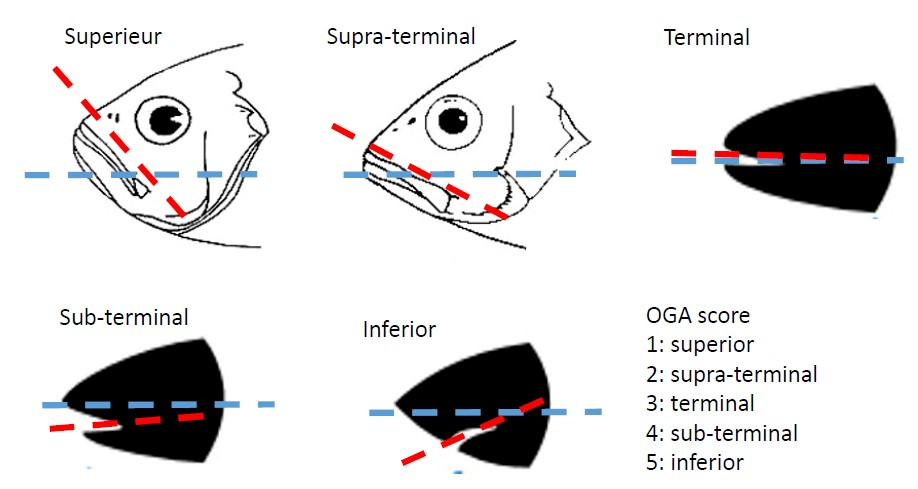 Superieur
Supra-terminal
Terminal
Sub-terminal
Inferior
OGA score
1: superior
2: supra-terminal
3: terminal
4: sub-terminal
5: inferior